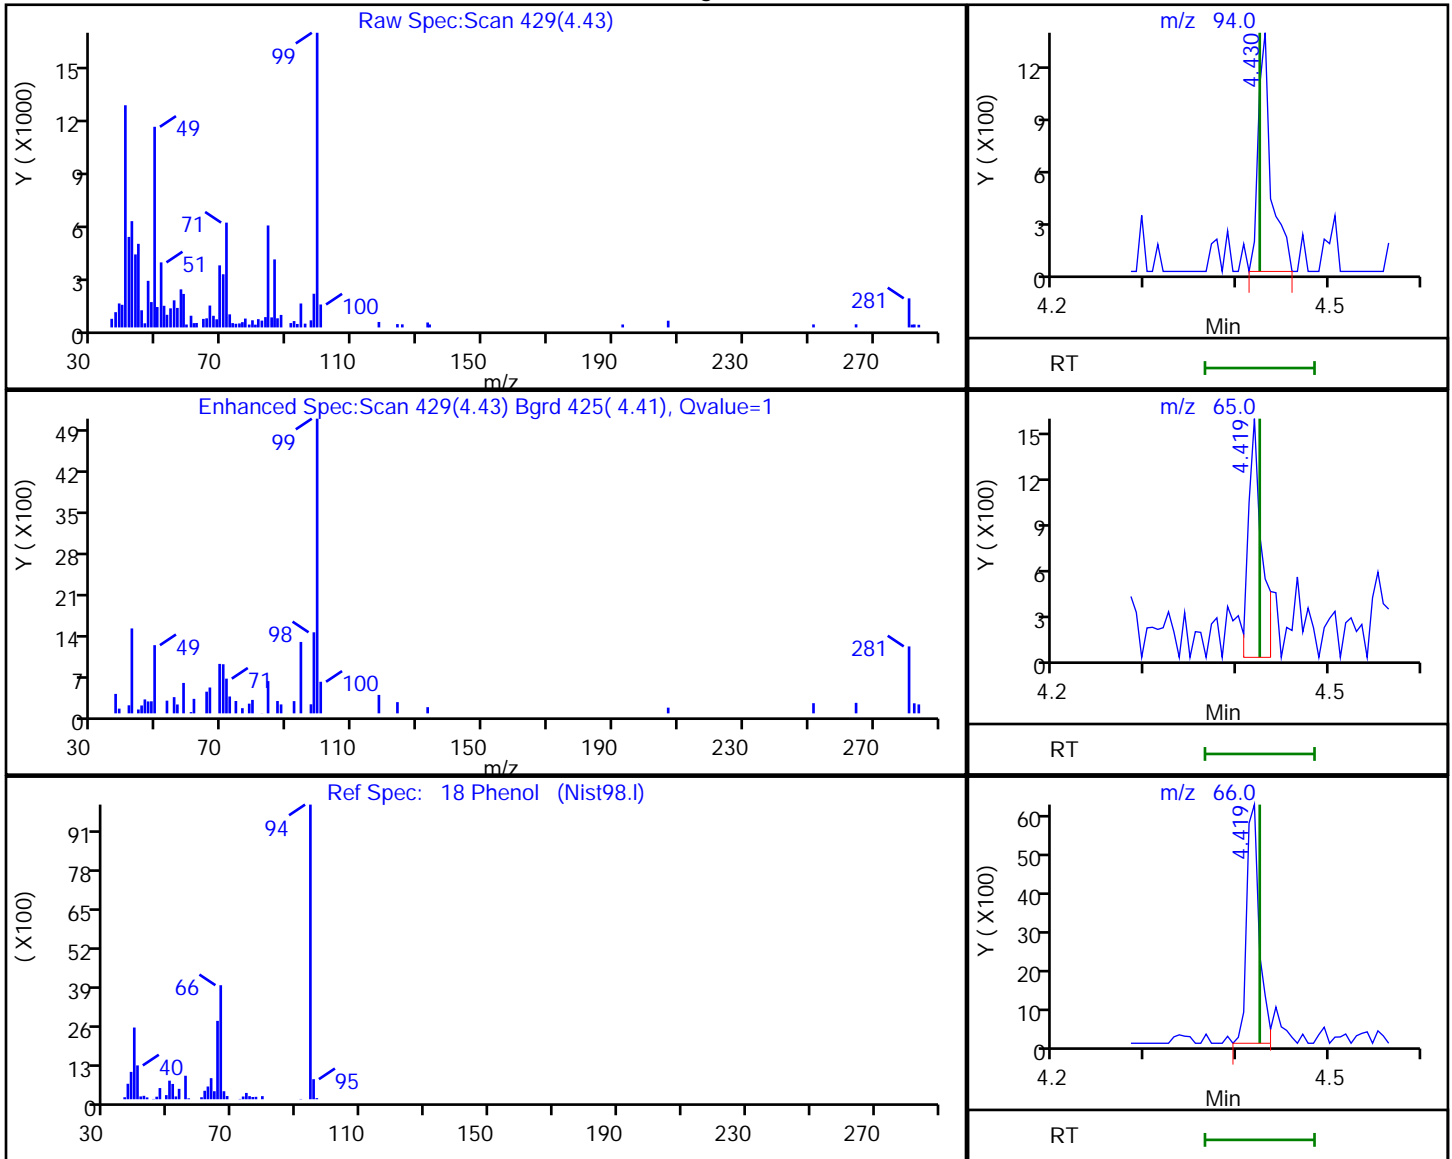 Raw Spec:Scan 429(4.43)
Y ( X1000)
15
12
9
6
3
0
99
49
71
51
100
281
30 70 110 150 190 230 270
m/z
m/z 94.0
Y ( X100)
12
9
6
3
0
4.430
4.2 4.5
Min
RT
Enhanced Spec:Scan 429(4.43) Bgrd 425( 4.41), Qvalue=1
Y ( X100)
49
42
35
28
21
14
7
0
99
49
98
71
100
281
30 70 110 150 190 230 270
m/z
m/z 65.0
Y ( X100)
15
12
9
6
3
0
4.419
4.2 4.5
Min
RT
Ref Spec: 18 Phenol (Nist98.l)
( X100)
91
78
65
52
39
26
13
0
94
66
40
95
30 70 110 150 190 230 270
m/z 66.0
Y ( X100)
60
50
40
30
20
10
0
4.419
4.2 4.5
Min
RT